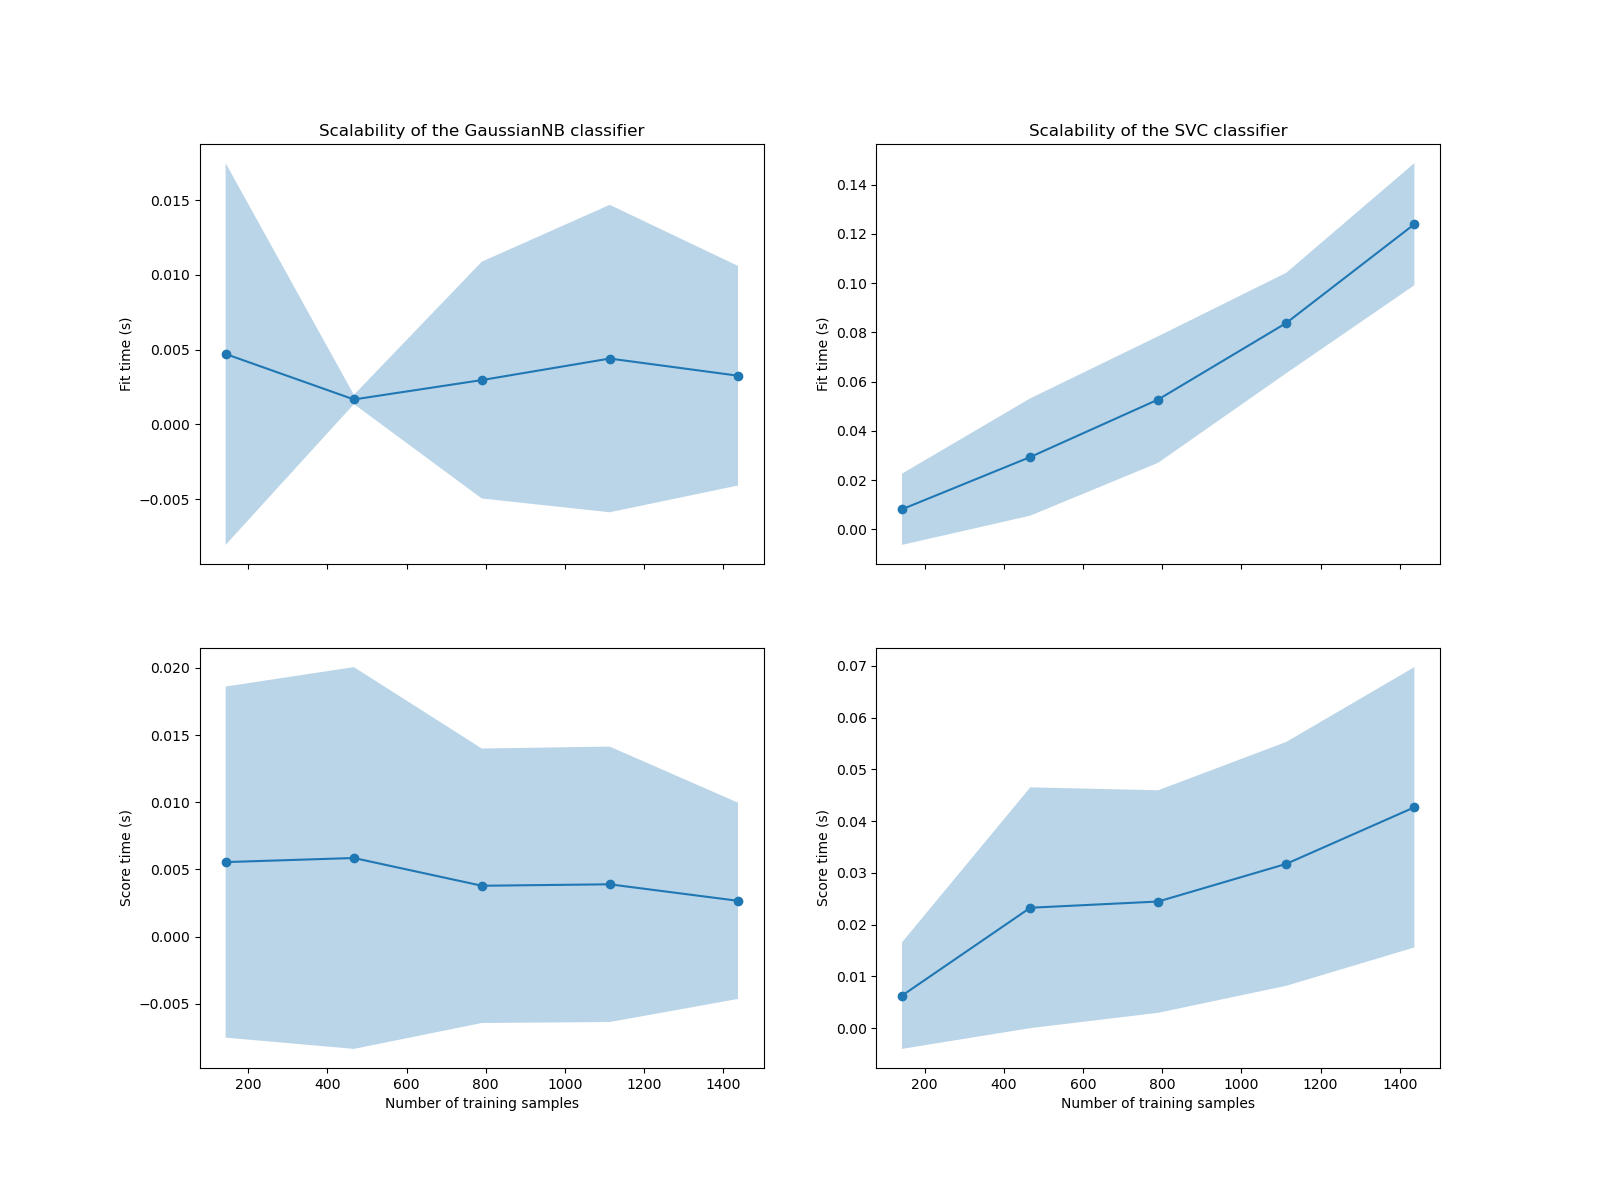 Scalability of the GaussianNB classifier
0.015
0.010
0.005
0.000
−0.005
Fit time (s)
Scalability of the SVC classifier
0.14
0.12
0.10
0.08
0.06
0.04
0.02
0.00
Fit time (s)
0.020
0.015
0.010
0.005
0.000
−0.005
Score time (s)
200 400 600 800 1000 1200 1400
Number of training samples
0.07
0.06
0.05
0.04
0.03
0.02
0.01
0.00
Score time (s)
200 400 600 800 1000 1200 1400
Number of training samples